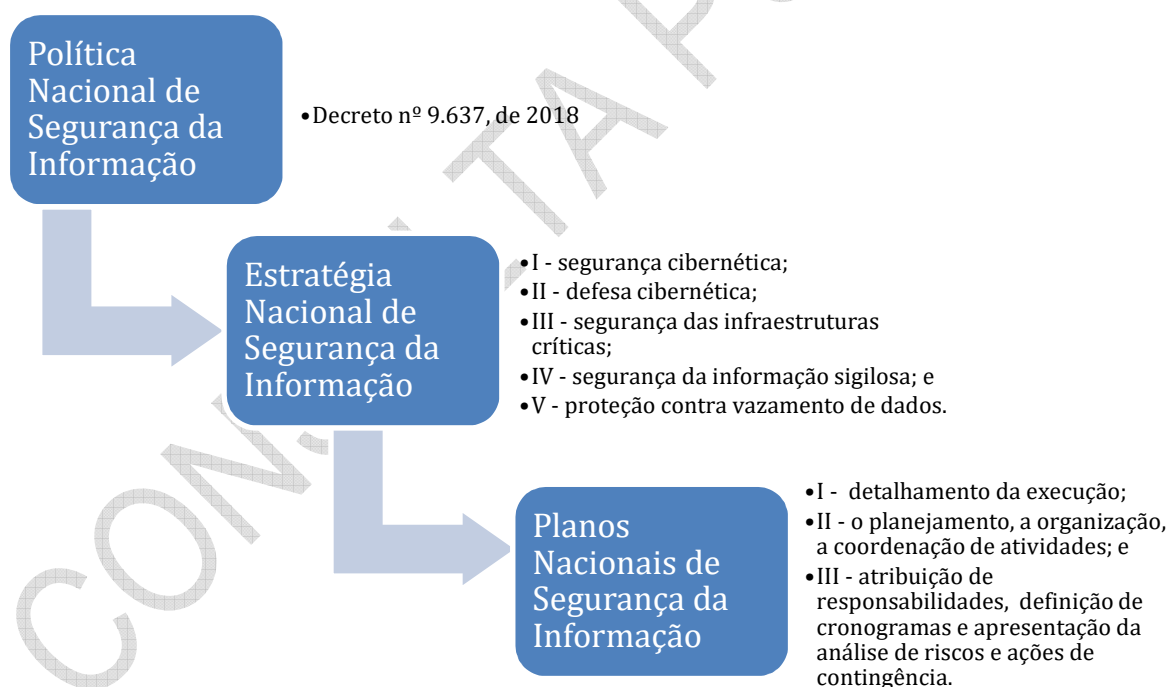 Política
Nacional de
Segurança da
Informação
•Decreto nº 9.637, de 2018
Estratégia
Nacional de
Segurança da
Informação
•I - segurança cibernética;
•II - defesa cibernética;
•III - segurança das infraestruturas
críticas;
•IV - segurança da informação sigilosa; e
•V - proteção contra vazamento de dados.
Planos
Nacionais de
Segurança da
Informação
•I - detalhamento da execução;
•II - o planejamento, a organização,
a coordenação de atividades; e
•III - atribuição de
responsabilidades, definição de
cronogramas e apresentação da
análise de riscos e ações de
contingência.